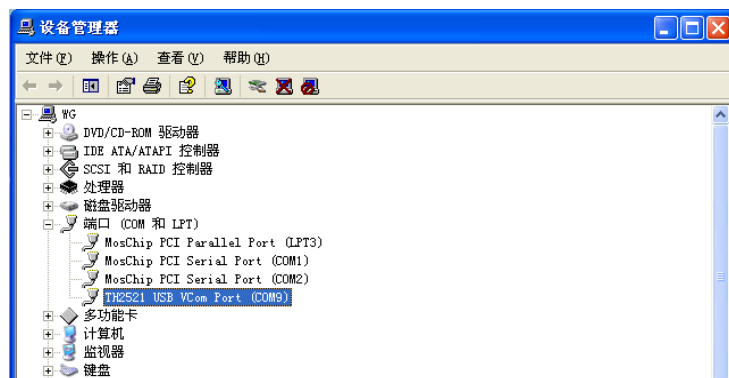 设备管理器
文件(F) 操作(A) 查看(V) 帮助(H)
WG
DVD/CD-ROM 驱动器
IDE ATA/ATAPI 控制器
SCSI 和 RAID 控制器
处理器
磁盘驱动器
端口 (COM 和 LPT)
MosChip PCI Parallel Port (LPT3)
MosChip PCI Serial Port (COM1)
MosChip PCI Serial Port (COM2)
TH2521 USB VCom Port (COM9)
多功能卡
计算机
监视器
键盘